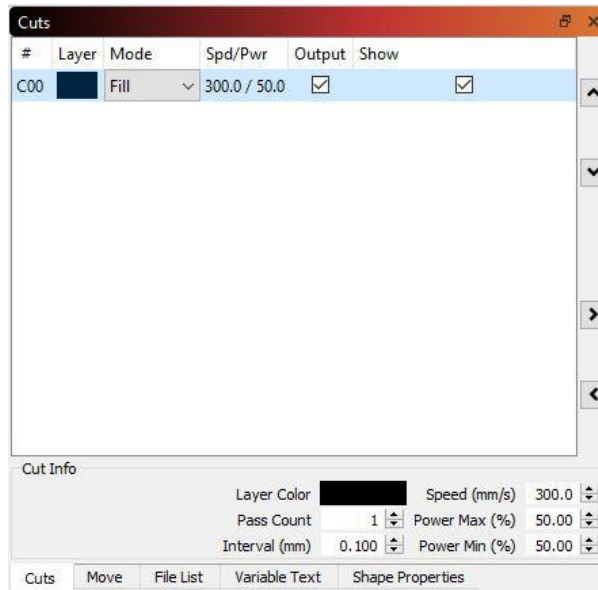 Cuts
# Layer Mode Spd/Pwr Output Show
C00 Fill 300.0 / 50.0
Cut Info
Layer Color Speed (mm/s) 300.0
Pass Count 1 Power Max (%) 50.00
Interval (mm) 0.100 Power Min (%) 50.00
Cuts Move File List Variable Text Shape Properties